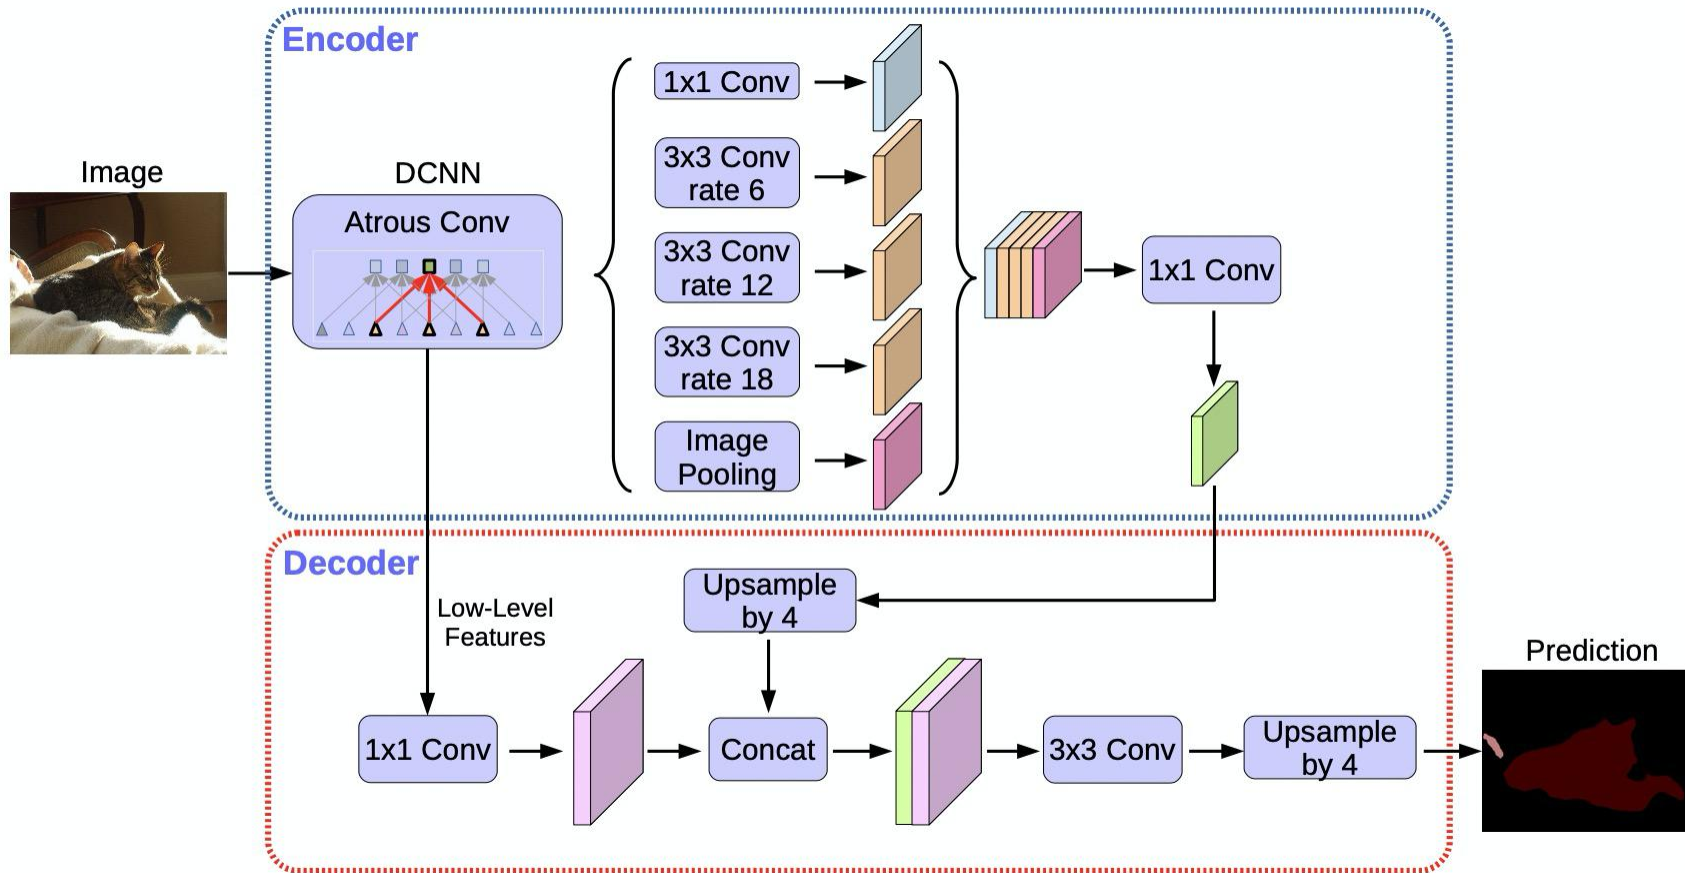 Encoder
Image
DCNN
Atrous Conv
1x1 Conv
3x3 Conv
rate 6
3x3 Conv
rate 12
3x3 Conv
rate 18
Image
Pooling
1x1 Conv
Decoder
Low-Level
Features
Upsample
by 4
1x1 Conv
Concat
3x3 Conv
Upsample
by 4
Prediction